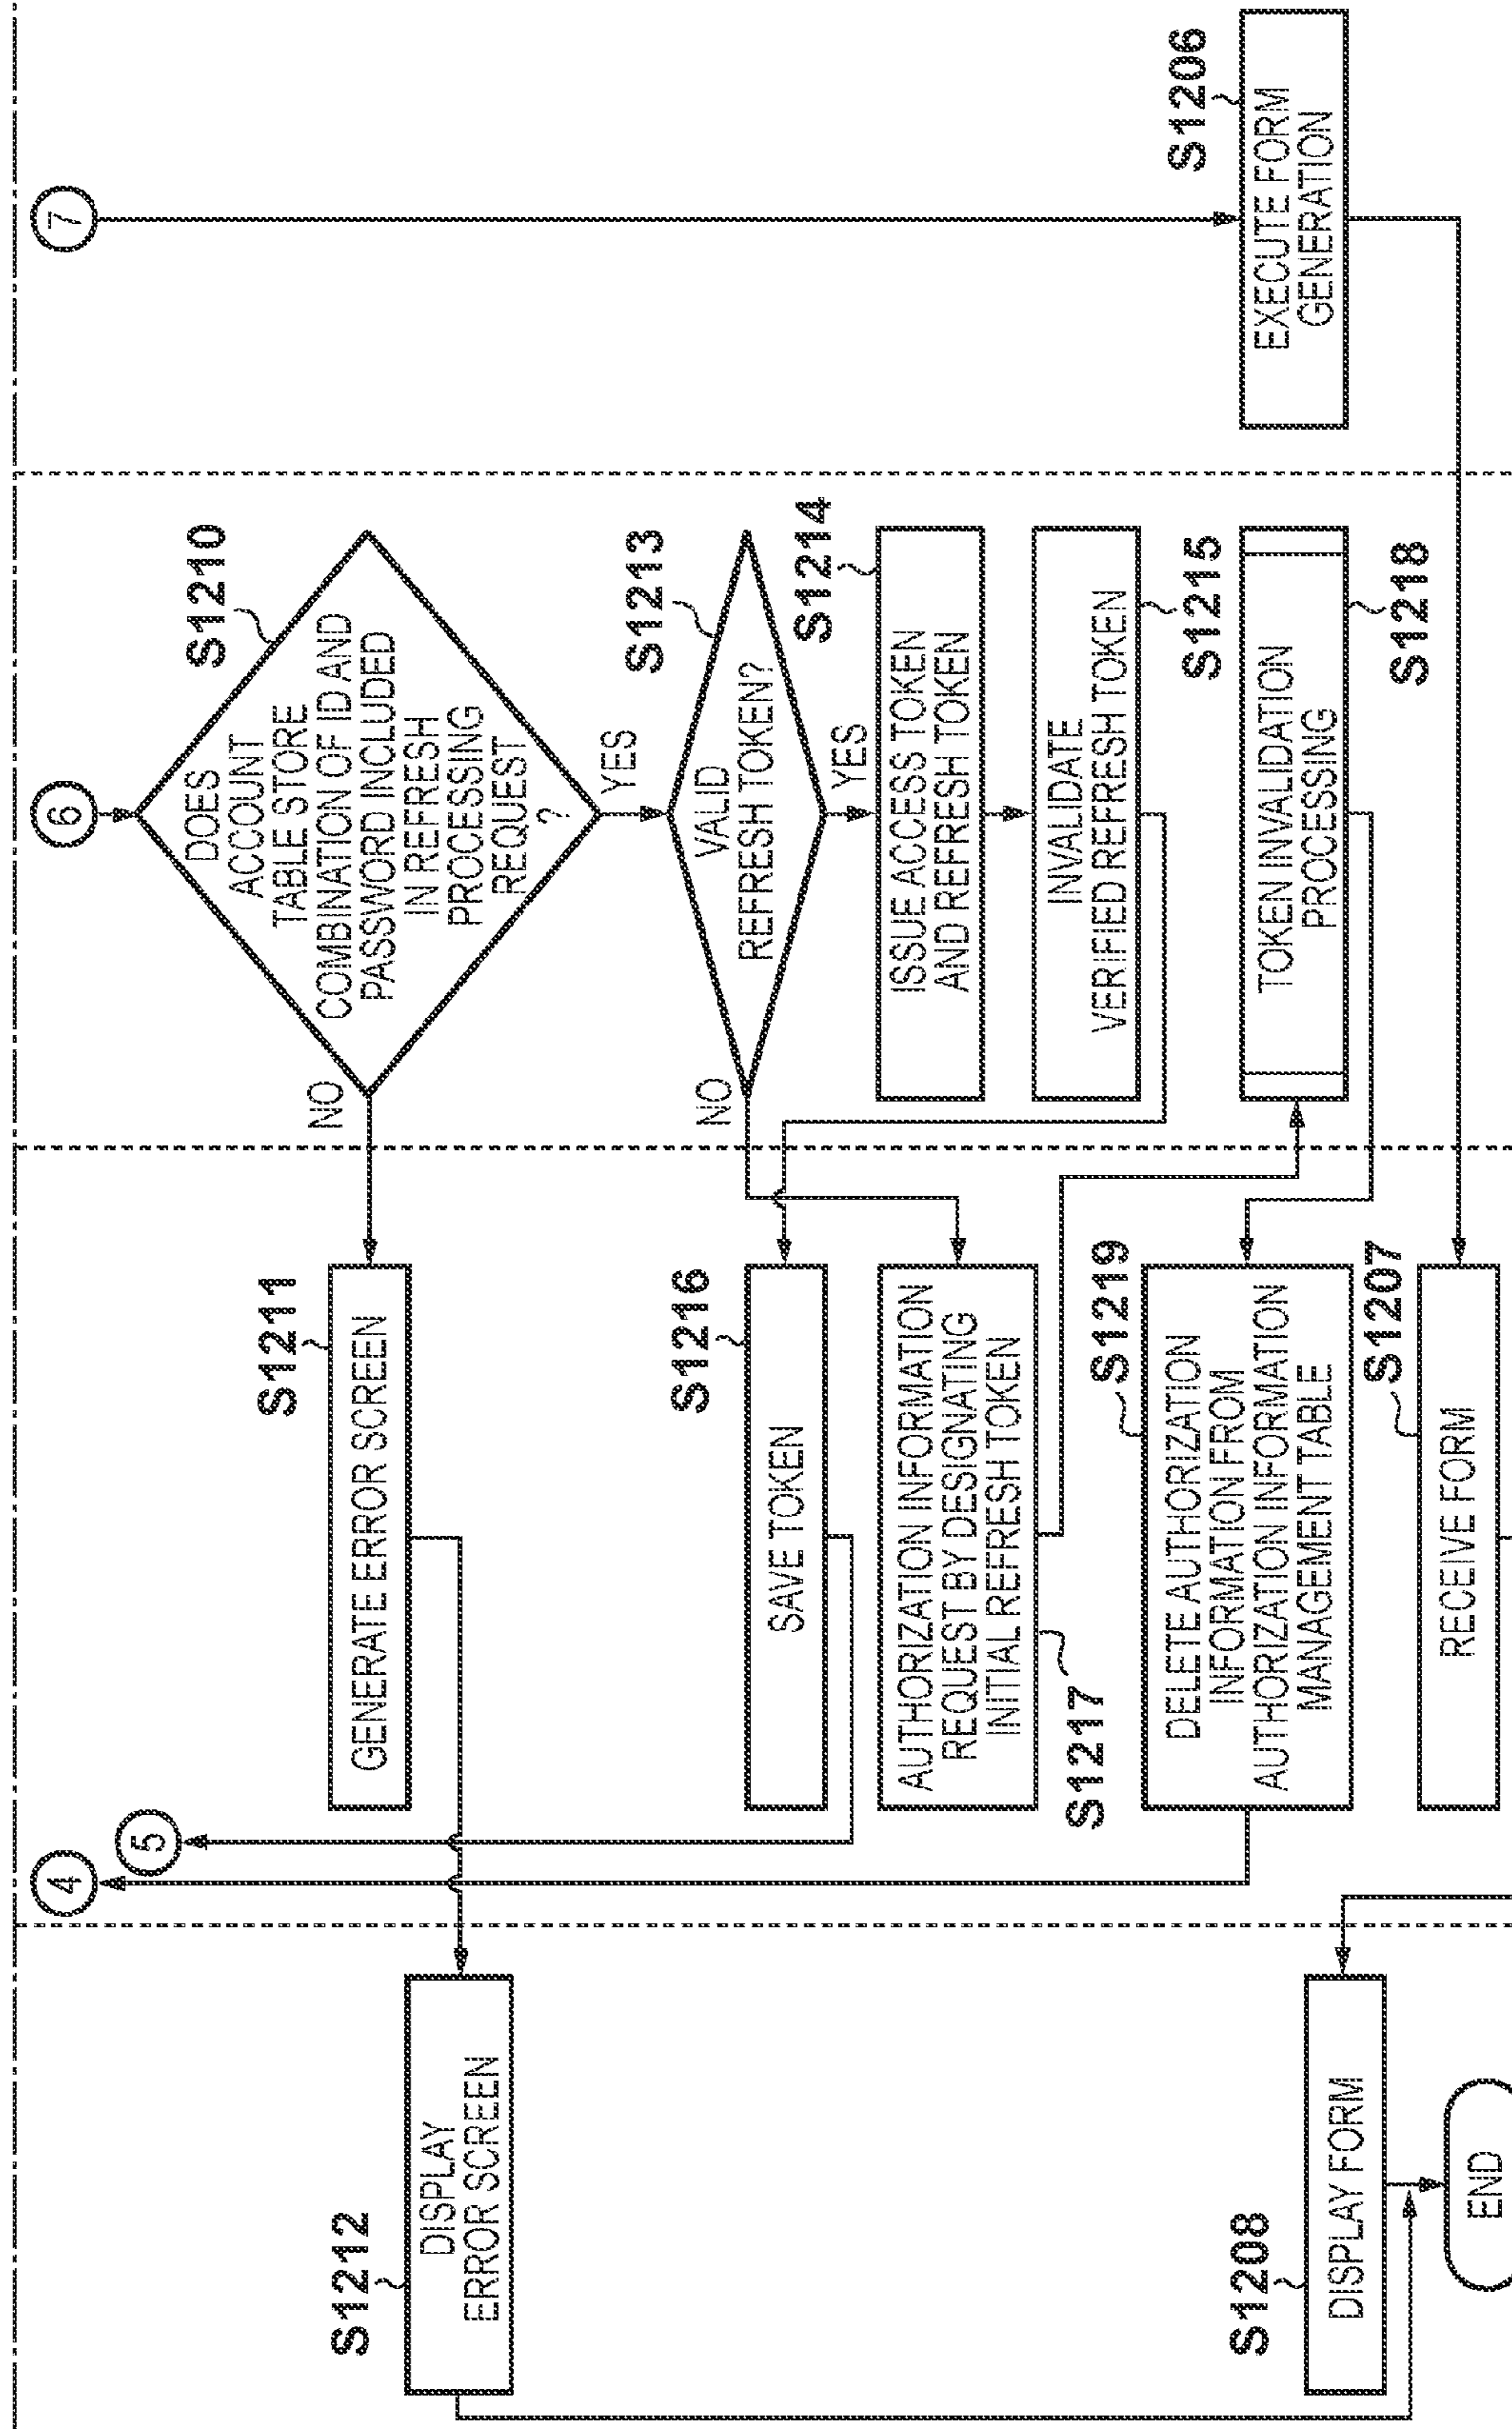 4
5
6
7
S1210
DOES
ACCOUNT
TABLE STORE
COMBINATION OF ID AND
PASSWORD INCLUDED
IN REFRESH
PROCESSING
REQUEST
?
NO
YES
S1211
GENERATE ERROR SCREEN
S1212
DISPLAY
ERROR SCREEN
S1213
VALID
REFRESH TOKEN?
NO
YES
S1214
ISSUE ACCESS TOKEN
AND REFRESH TOKEN
INVALIDATE
VERIFIED REFRESH TOKEN
S1215
S1216
SAVE TOKEN
AUTHORIZATION INFORMATION
REQUEST BY DESIGNATING
INITIAL REFRESH TOKEN
S1217
TOKEN INVALIDATION
PROCESSING
S1218
S1219
DELETE AUTHORIZATION
INFORMATION FROM
AUTHORIZATION INFORMATION
MANAGEMENT TABLE
S1206
EXECUTE FORM
GENERATION
S1207
RECEIVE FORM
S1208
DISPLAY FORM
END